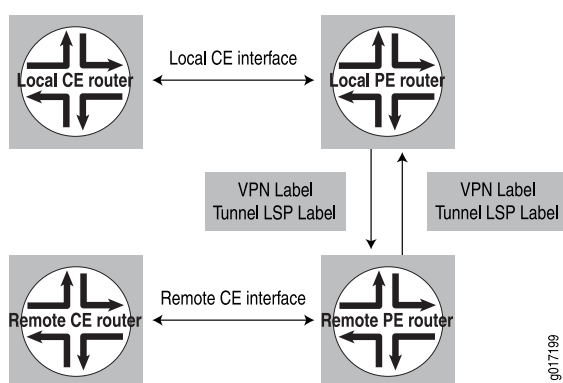 Local CE interface
Local CE router
Local PE router
VPN Label
Tunnel LSP Label
VPN Label
Tunnel LSP Label
Remote CE interface
Remote CE router
Remote PE router
g017199